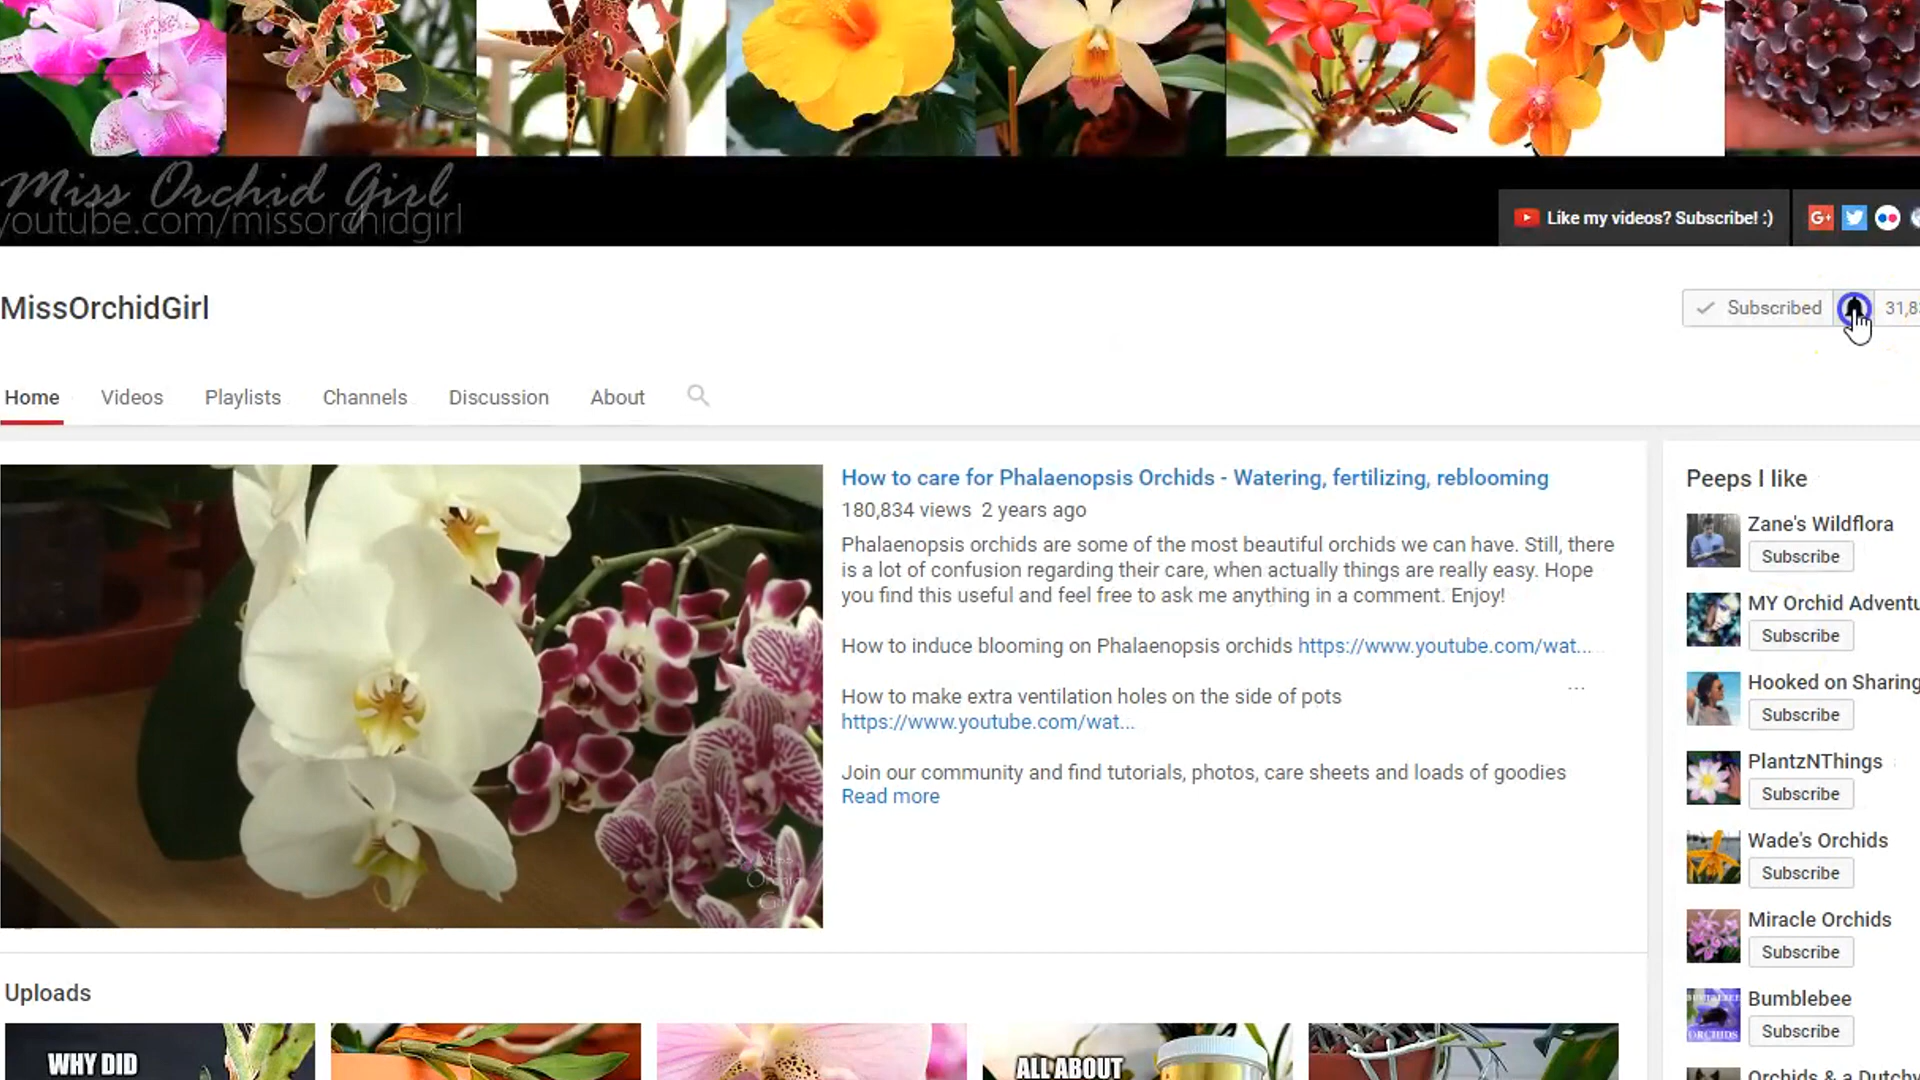 Miss Orchid Girl
youtube.com/missorchidgirl
Like my videos? Subscribe! :)
G+
MissOrchidGirl
Subscribed
Home Videos Playlists Channels Discussion About
How to care for Phalaenopsis Orchids - Watering, fertilizing, reblooming
180,834 views 2 years ago
Phalaenopsis orchids are some of the most beautiful orchids we can have. Still, there
is a lot of confusion regarding their care, when actually things are really easy. Hope
you find this useful and feel free to ask me anything in a comment. Enjoy!
How to induce blooming on Phalaenopsis orchids https://www.youtube.com/wat...
...
How to make extra ventilation holes on the side of pots
https://www.youtube.com/wat...
Join our community and find tutorials, photos, care sheets and loads of goodies
Read more
Peeps I like
Zane's Wildflora
Subscribe
MY Orchid
Subscribe
Hooked on Sharing
Subscribe
PlantzNThings
Subscribe
Wade's Orchids
Subscribe
Miracle Orchids
Subscribe
Bumblebee
Subscribe
Orchids & a
Uploads
WHY DID
ALL ABOUT
Miss
Orchid
Girl